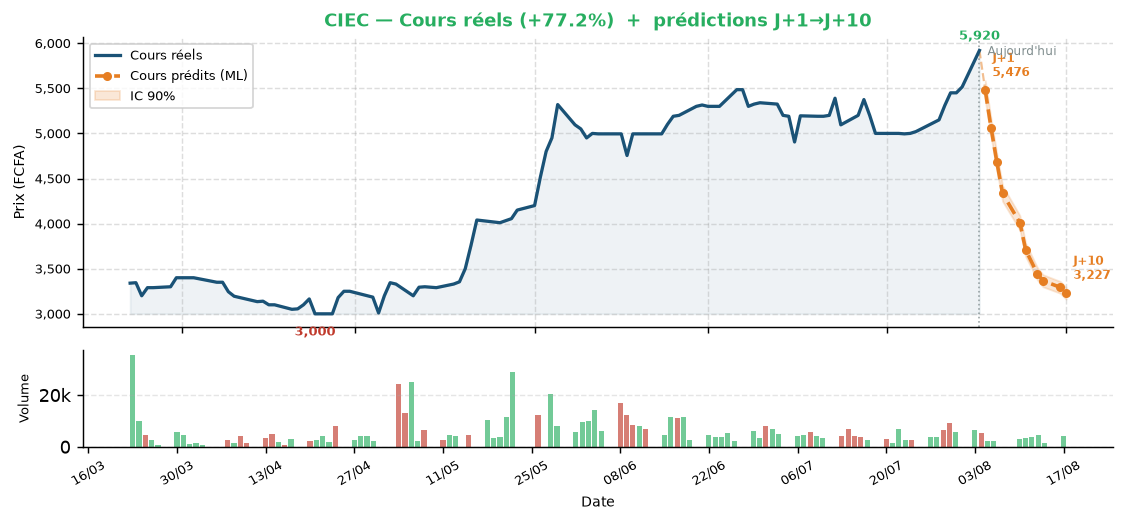 CIEC — Cours réels (+77.2%) + prédictions J+1→J+10
5,920
Aujourd'hui
J+1
5,476
Cours réels
Cours prédits (ML)
IC 90%
Prix (FCFA)
6,000
5,500
5,000
4,500
4,000
3,500
3,000
J+10
3,227
3,000
Volume
20k
0
16/03
30/03
13/04
27/04
11/05
25/05
08/06
22/06
06/07
20/07
03/08
17/08
Date